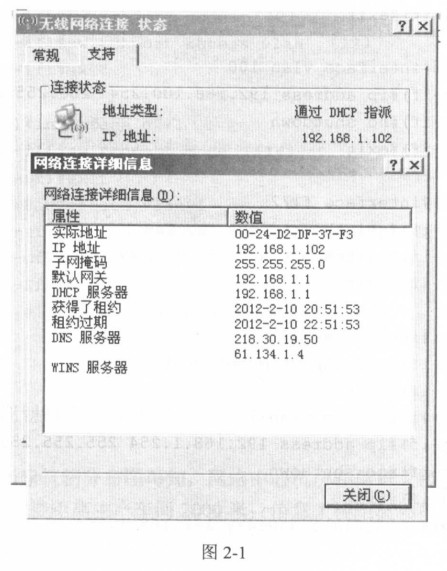 无线网络连接 状态
常规 支持
连接状态
地址类型: 通过 DHCP 指派
IP 地址: 192.168.1.102
网络连接详细信息
网络连接详细信息(D):
属性 数值
实际地址 00-24-D2-DF-37-F3
IP 地址 192.168.1.102
子网掩码 255.255.255.0
默认网关 192.168.1.1
DHCP 服务器 192.168.1.1
获得了租约 2012-2-10 20:51:53
租约过期 2012-2-10 22:51:53
DNS 服务器 218.30.19.50
61.134.1.4
WINS 服务器
关闭(C)
图 2-1